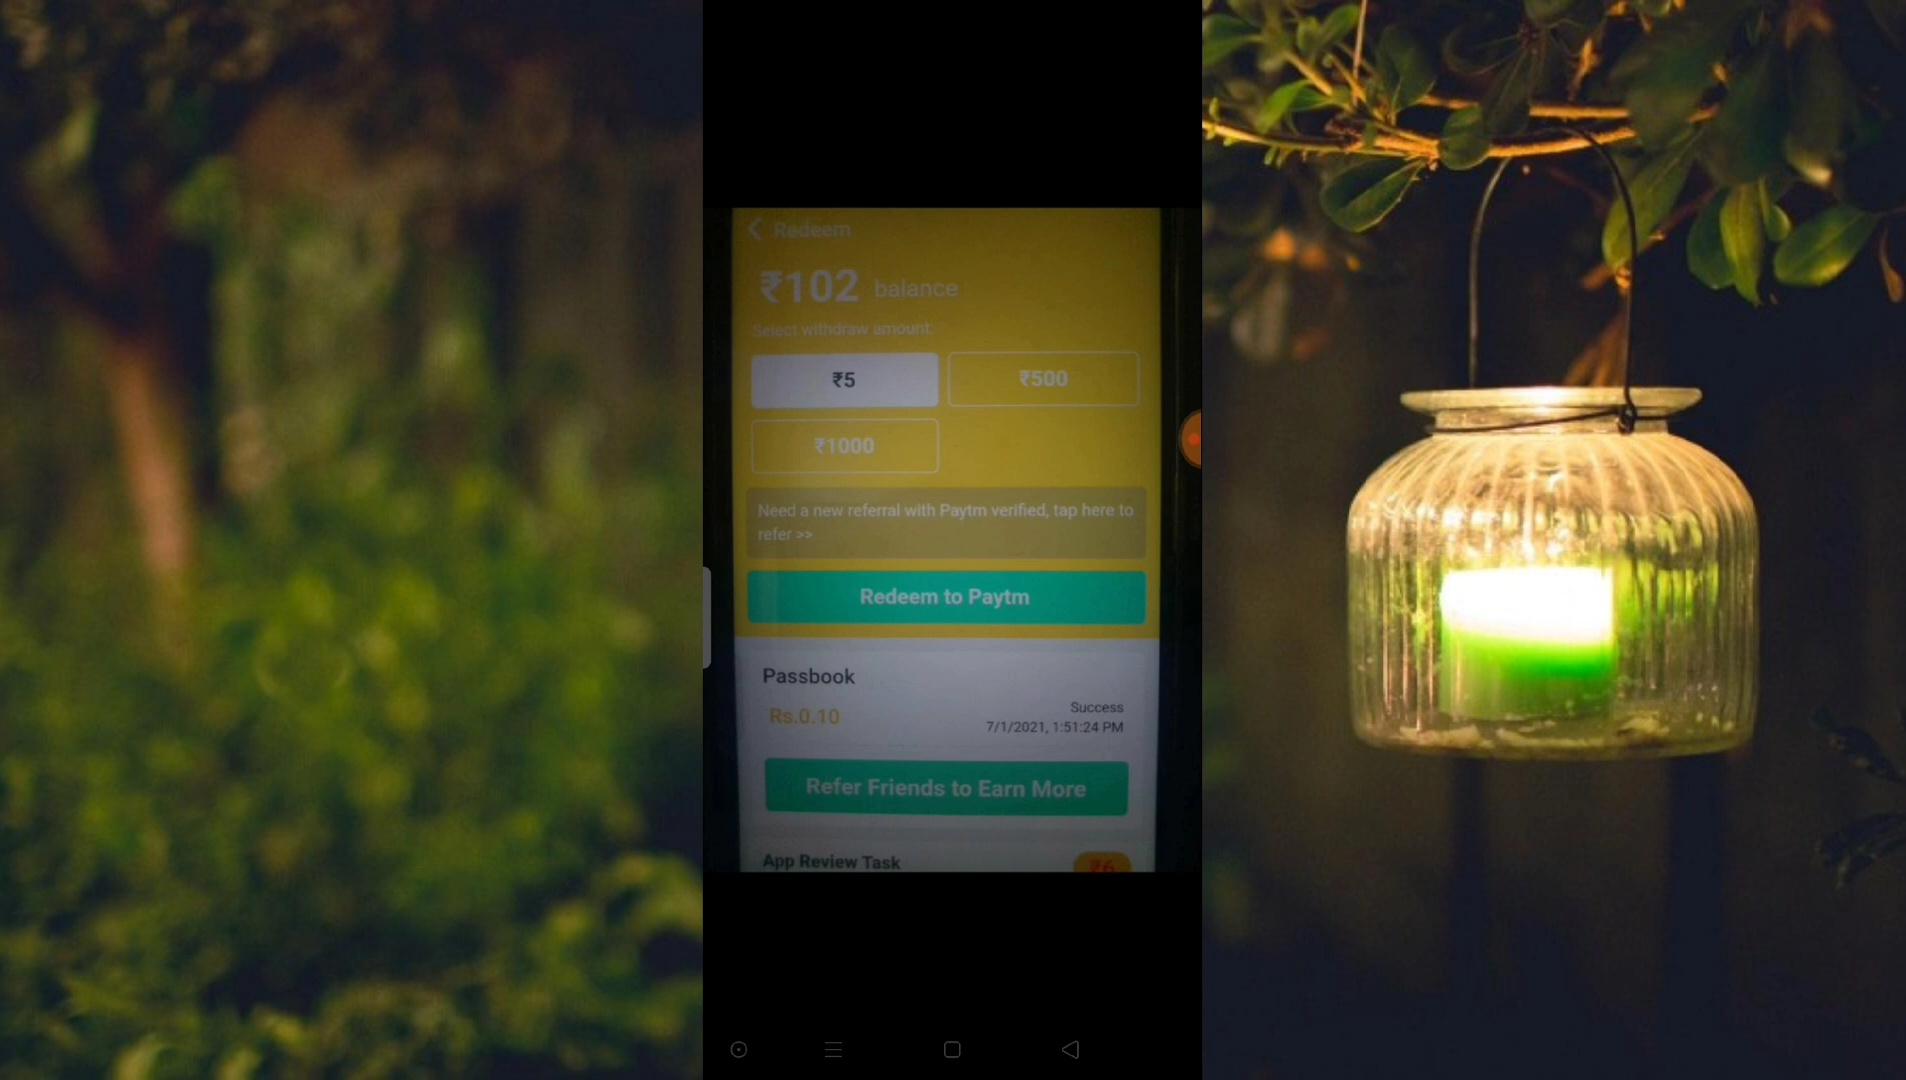 Redeem
₹102 balance
Select withdraw amount:
₹5
₹500
₹1000
Need a new referral with Paytm verified, tap here to
refer >>
Redeem to Paytm
Passbook
Rs.0.10
Success
7/1/2021, 1:51:24 PM
Refer Friends to Earn More
App Review Task
₹6